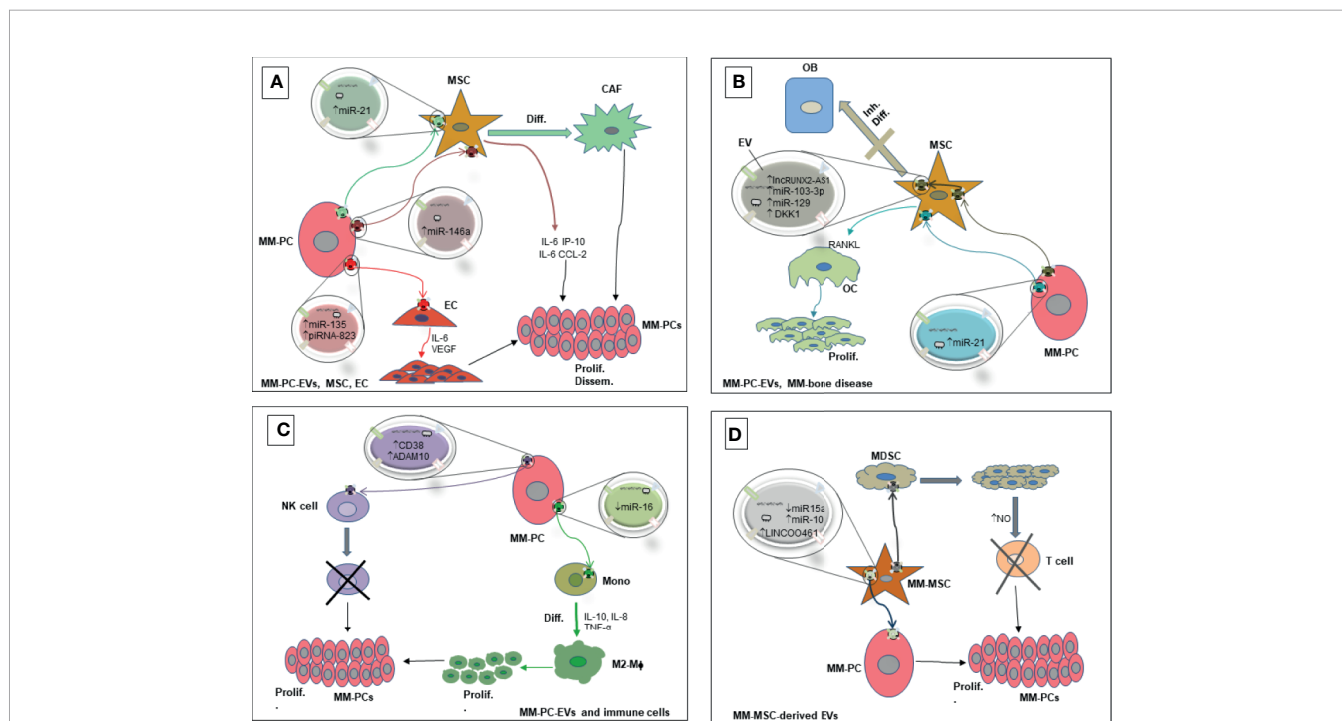 A
MSC
CAF
↑miR-21
Diff.
MM-PC
↑miR-146a
IL-6 IP-10
IL-6 CCL-2
EC
↑miR-135
↑piRNA-823
IL-6
VEGF
MM-PCs
Prolif.
Dissem.
MM-PC-EVs, MSC, EC
B
OB
Inh.
Diff.
EV
MSC
↑lncRUNX2-AS1
↑miR-103-3p
↑miR-129
↑DKK1
RANKL
OC
↑miR-21
MM-PC
Prolif.
MM-PC-EVs, MM-bone disease
C
↑CD38
↑ADAM10
NK cell
↓miR-16
MM-PC
Mono
Diff.
IL-10, IL-8
TNF-α
M2-Mϕ
Prolif.
.
MM-PCs
Prolif.
.
MM-PC-EVs and immune cells
D
MDSC
↓miR15a
↑miR-10
↑LINCOO461
↑NO
T cell
MM-MSC
MM-PC
Prolif.
.
MM-PCs
MM-MSC-derived EVs